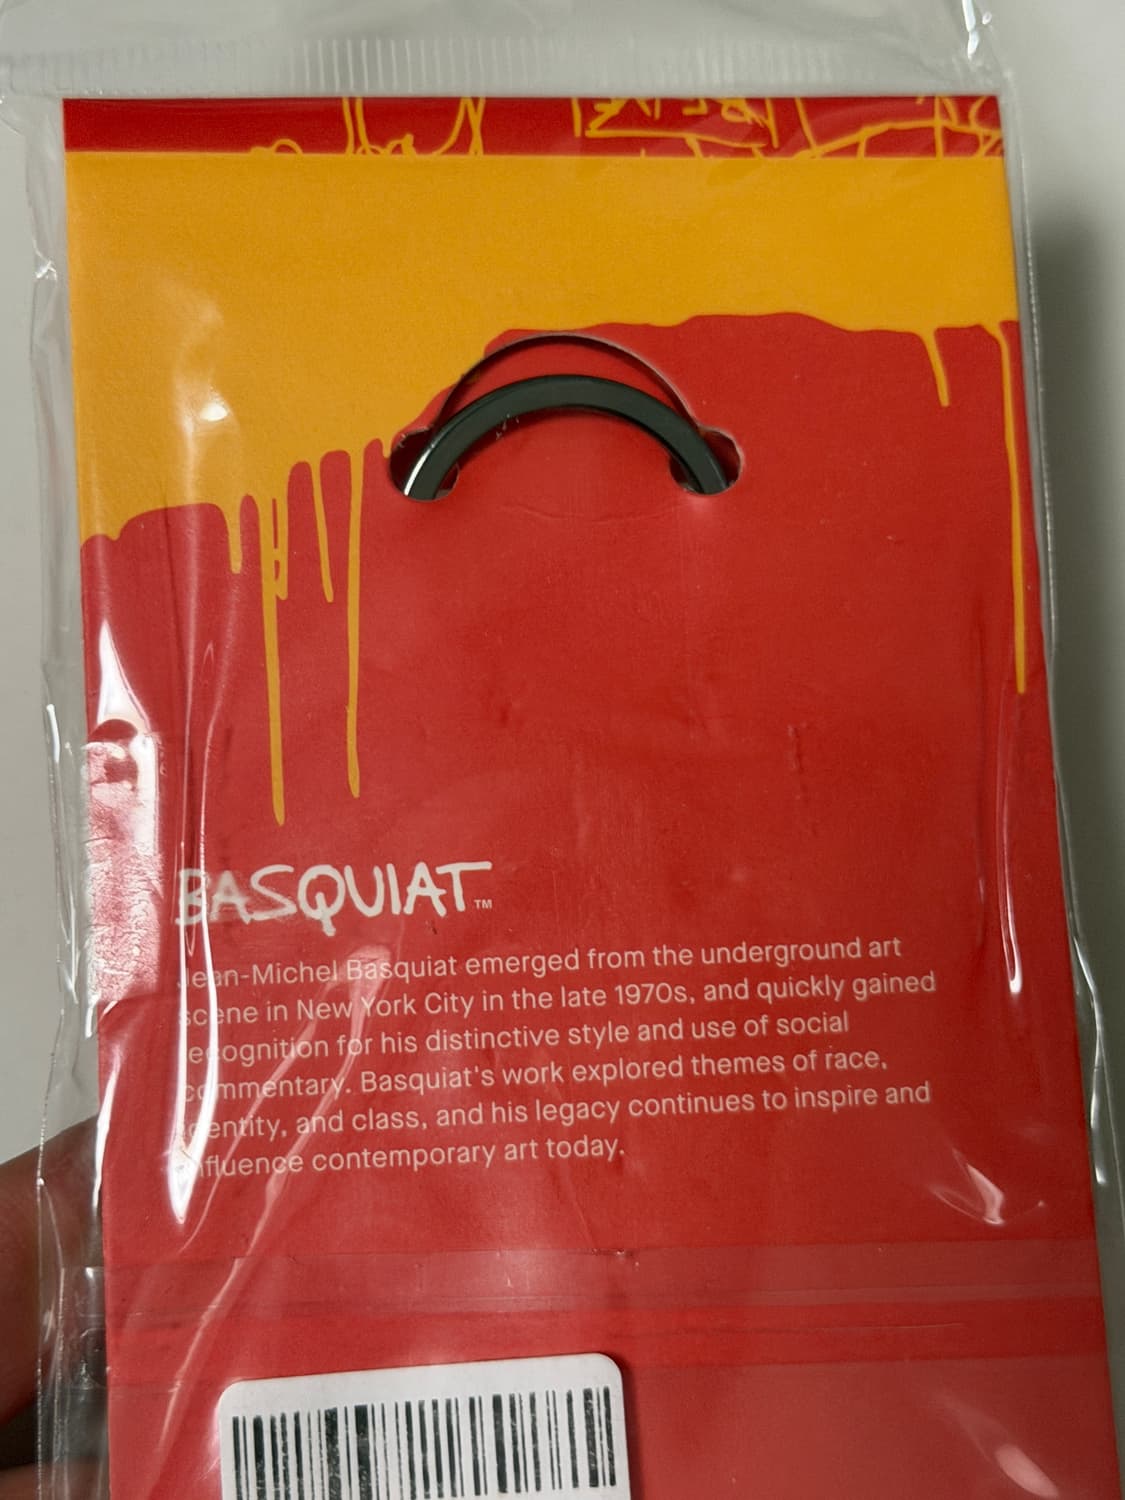 BASQUIAT™
Jean-Michel Basquiat emerged from the underground art
scene in New York City in the late 1970s, and quickly gained
recognition for his distinctive style and use of social
commentary. Basquiat's work explored themes of race,
identity, and class, and his legacy continues to inspire and
influence contemporary art today.